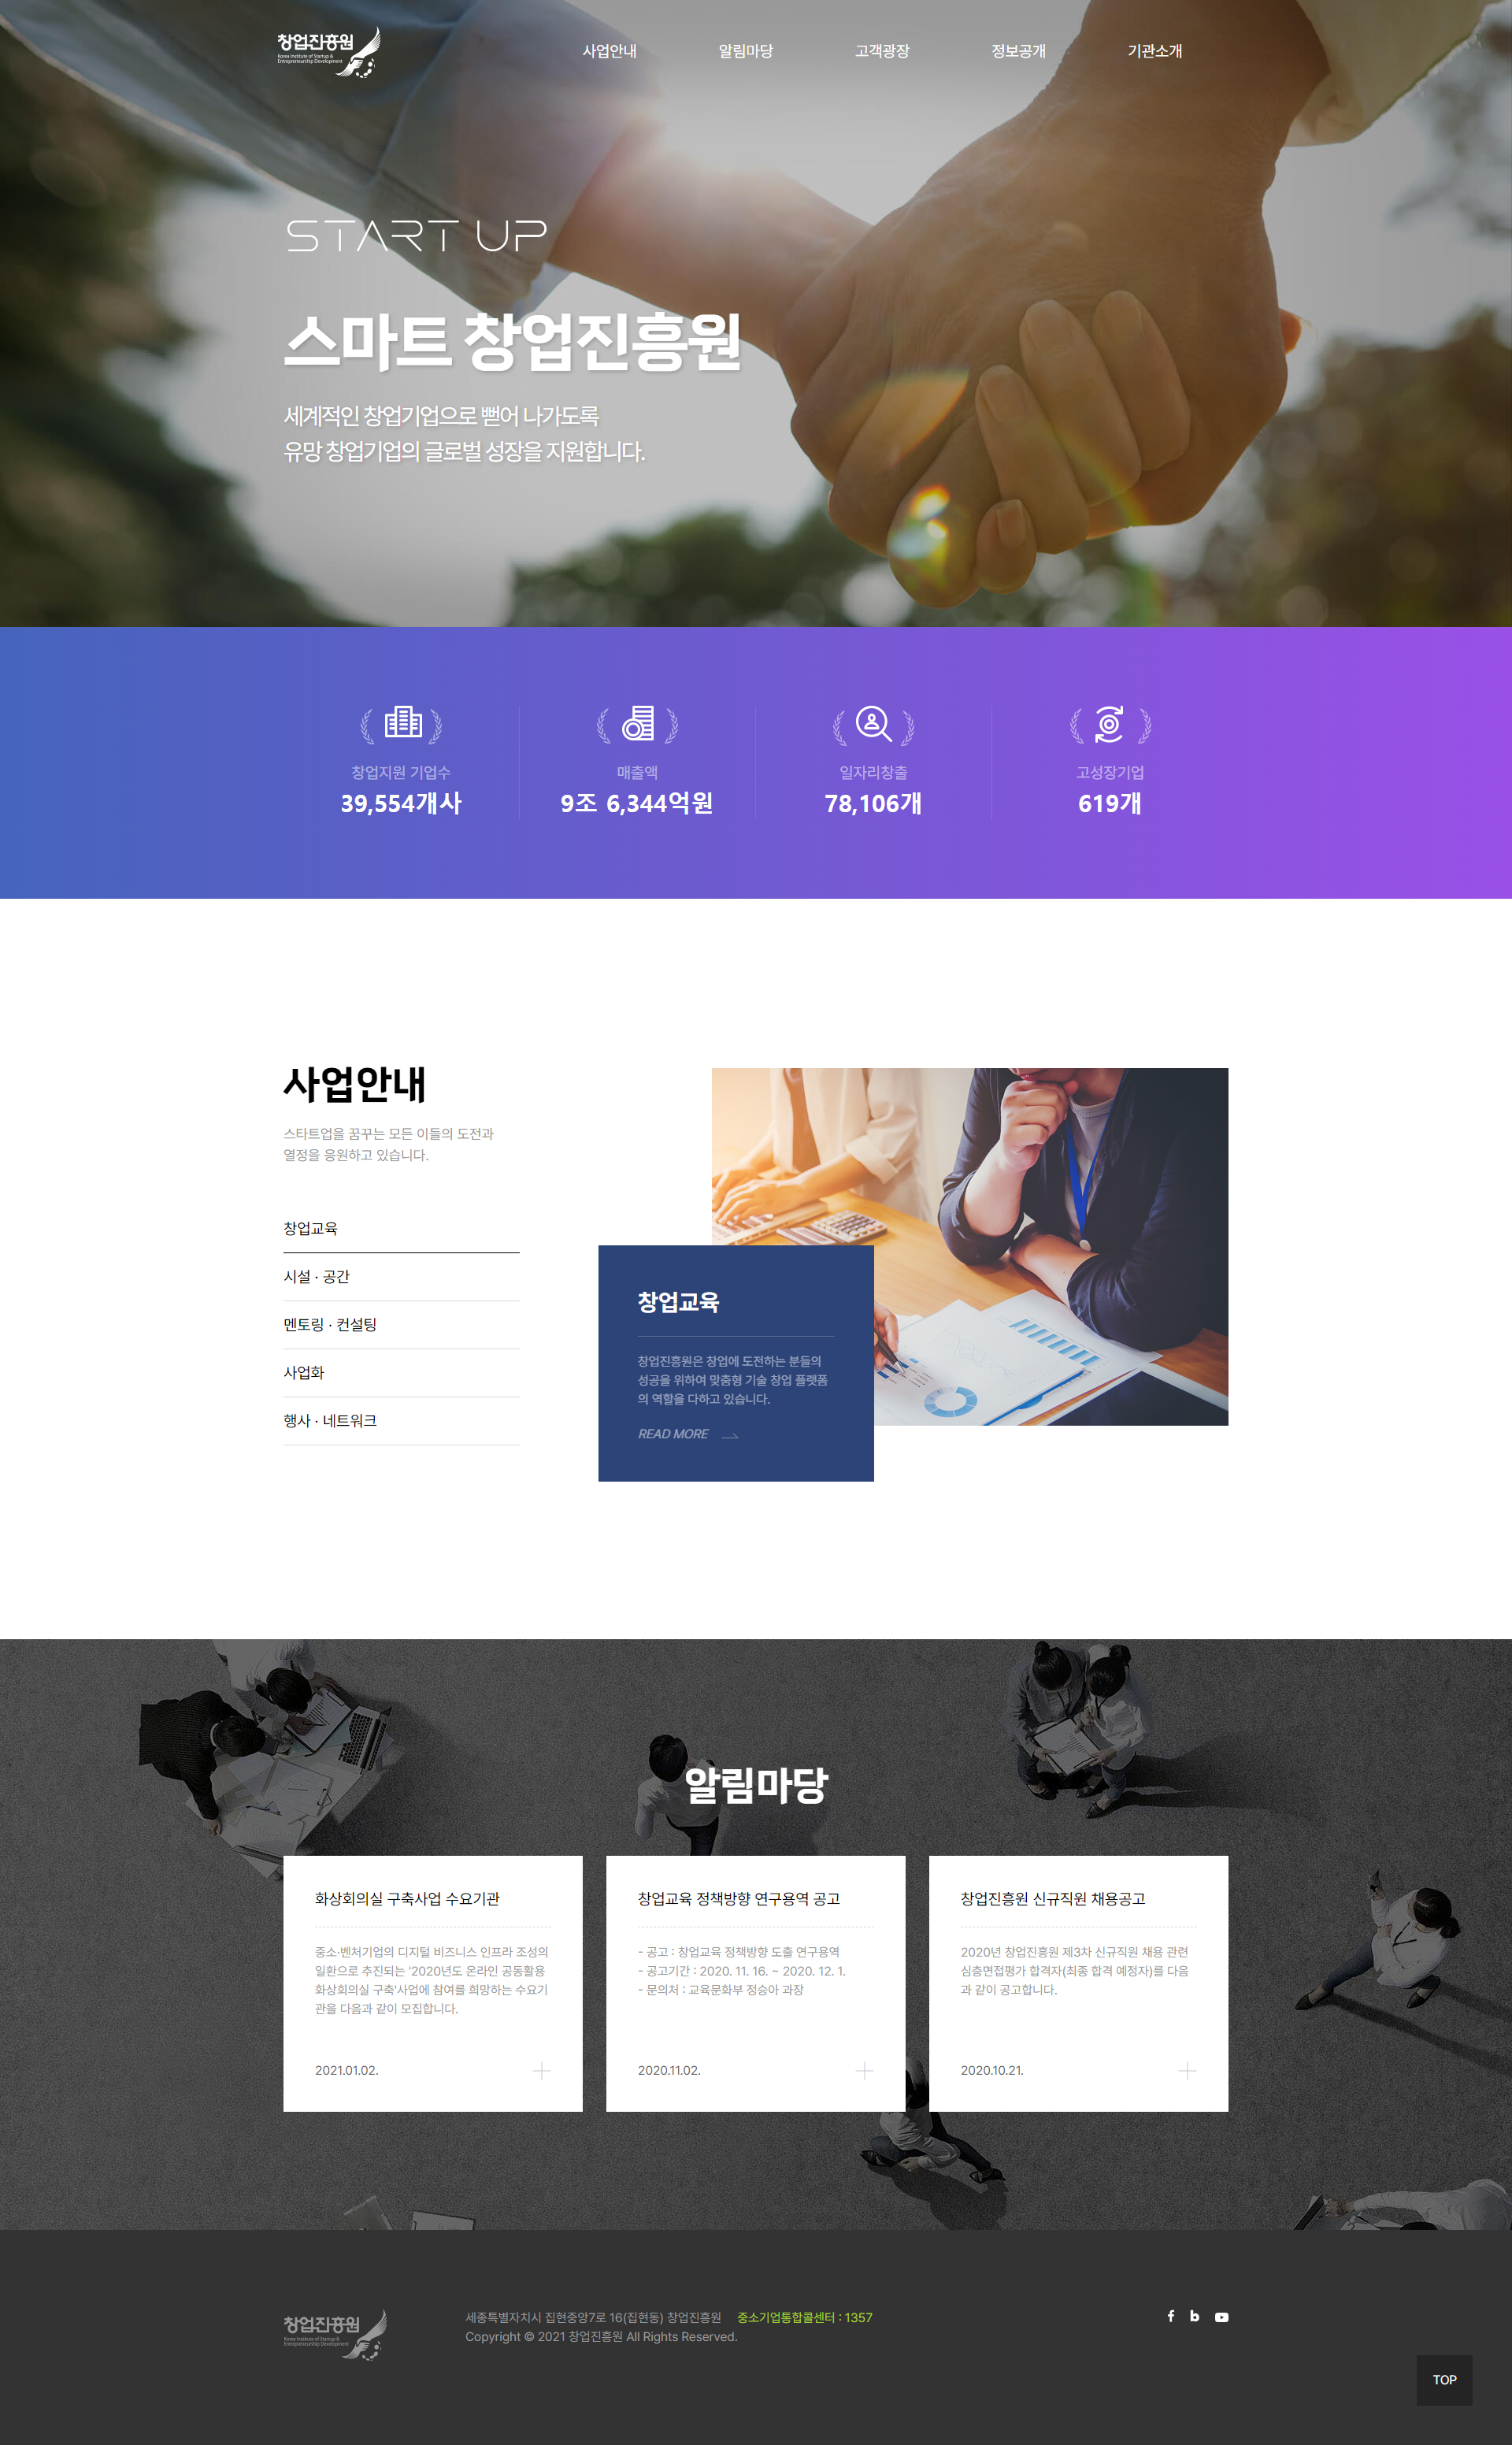 창업진흥원
Korea Institute of Startup &
Entrepreneurship Development
사업안내
알림마당
고객광장
정보공개
기관소개
START UP
스마트 창업진흥원
세계적인 창업기업으로 뻗어 나가도록
유망 창업기업의 글로벌 성장을 지원합니다.
창업지원 기업수
39,554개사
매출액
9조 6,344억원
일자리창출
78,106개
고성장기업
619개
사업안내
스타트업을 꿈꾸는 모든 이들의 도전과
열정을 응원하고 있습니다.
창업교육
시설 · 공간
멘토링 · 컨설팅
사업화
행사 · 네트워크
창업교육
창업진흥원은 창업에 도전하는 분들의
성공을 위하여 맞춤형 기술 창업 플랫폼
의 역할을 다하고 있습니다.
READ MORE
알림마당
화상회의실 구축사업 수요기관
중소·벤처기업의 디지털 비즈니스 인프라 조성의
일환으로 추진되는 '2020년도 온라인 공동활용
화상회의실 구축'사업에 참여를 희망하는 수요기
관을 다음과 같이 모집합니다.
2021.01.02.
창업교육 정책방향 연구용역 공고
- 공고 : 창업교육 정책방향 도출 연구용역
- 공고기간 : 2020. 11. 16. ~ 2020. 12. 1.
- 문의처 : 교육문화부 정승아 과장
2020.11.02.
창업진흥원 신규직원 채용공고
2020년 창업진흥원 제3차 신규직원 채용 관련
심층면접평가 합격자(최종 합격 예정자)를 다음
과 같이 공고합니다.
2020.10.21.
창업진흥원
Korea Institute of Startup &
Entrepreneurship Development
세종특별자치시 집현중앙7로 16(집현동) 창업진흥원 중소기업통합콜센터 : 1357
Copyright © 2021 창업진흥원 All Rights Reserved.
TOP